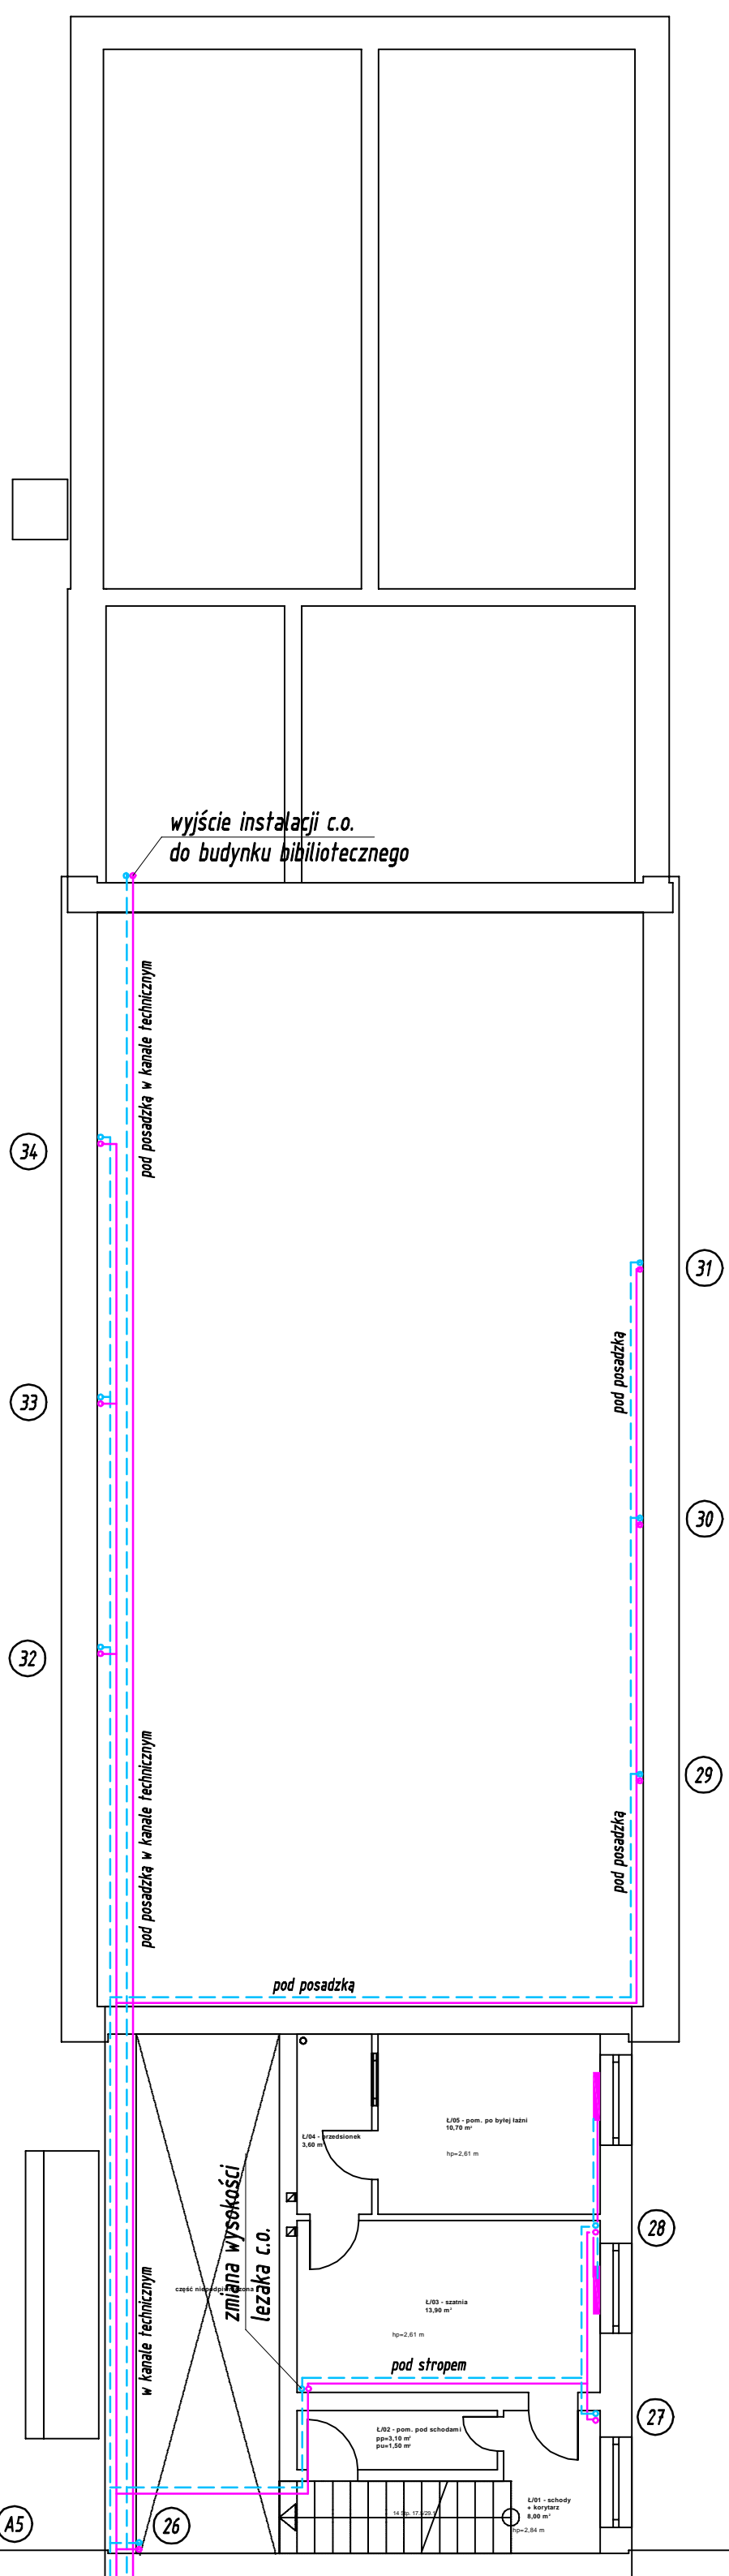 wyjście instalacji c.o.
do budynku bibiliotecznego
pod posadzką w kanale technicznym
34
31
pod posadzką
33
30
32
29
pod posadzką w kanale technicznym
pod posadzką
pod posadzką
Ł/05 - pom. po byłej łaźni
10,70 m²
Ł/04 - przedsionek
3,60 m²
hp=2,61 m
zmiana wysokości
leżaka c.o.
28
część niepodpiwniczona
w kanale technicznym
Ł/03 - szatnia
13,90 m²
hp=2,61 m
pod stropem
27
Ł/02 - pom. pod schodami
pp=3,10 m²
pu=1,50 m²
Ł/01 - schody
+ korytarz
8,00 m²
hp=2,84 m
A5
26